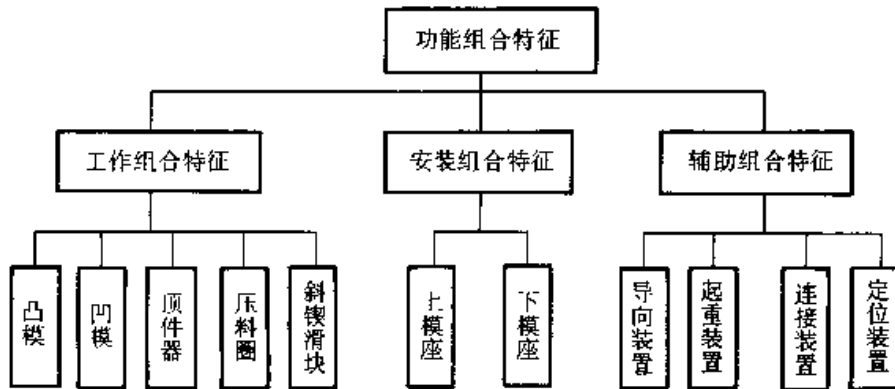 功能组合特征
工作组合特征
安装组合特征
辅助组合特征
凸模
凹模
顶件器
压料圈
斜锲滑块
上模座
下模座
导向装置
起重装置
连接装置
定位装置